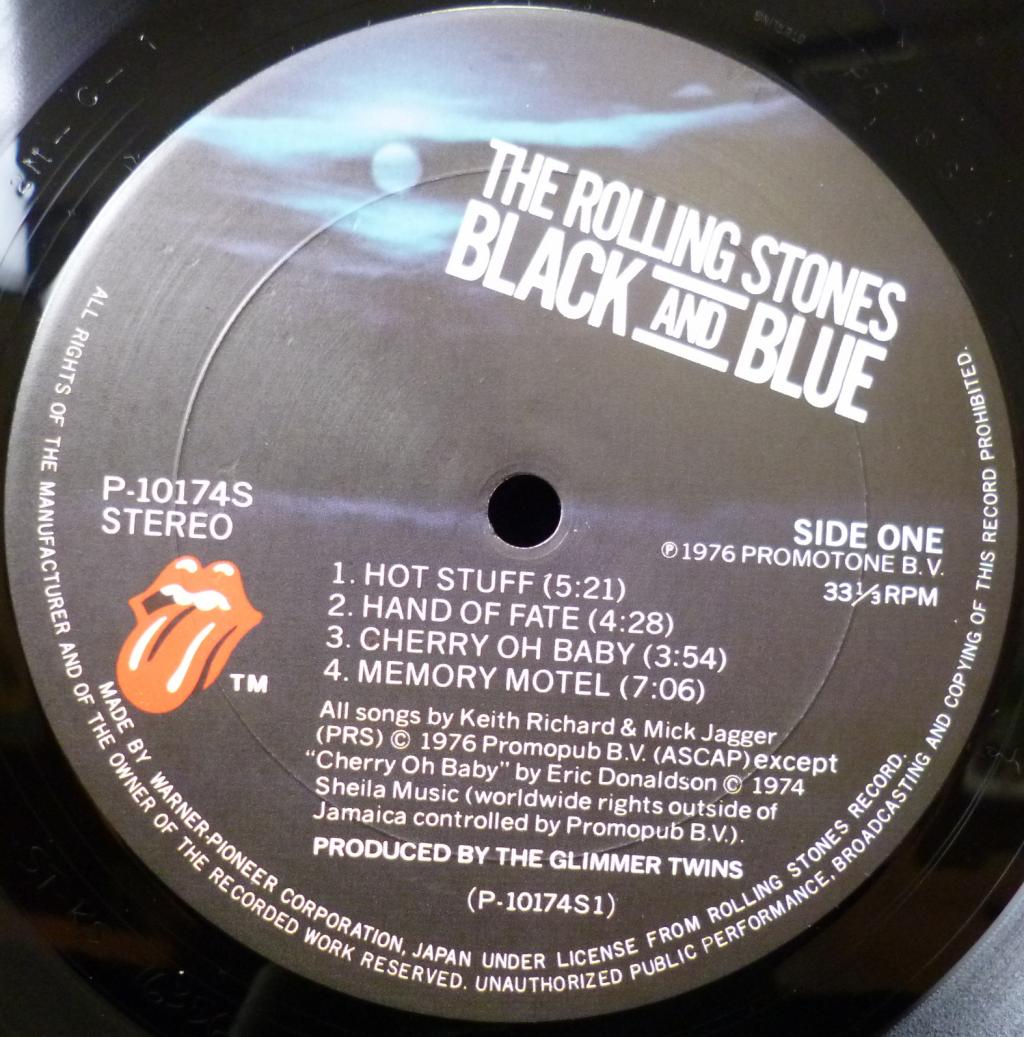 THE ROLLING STONES
BLACK AND BLUE
P-10174S
STEREO
SIDE ONE
Ⓟ 1976 PROMOTONE B.V.
33⅓ RPM
1. HOT STUFF (5:21)
2. HAND OF FATE (4:28)
3. CHERRY OH BABY (3:54)
4. MEMORY MOTEL (7:06)
TM
All songs by Keith Richard & Mick Jagger
(PRS) © 1976 Promopub B.V. (ASCAP) except
"Cherry Oh Baby" by Eric Donaldson © 1974
Sheila Music (worldwide rights outside of
Jamaica controlled by Promopub B.V.).
PRODUCED BY THE GLIMMER TWINS
(P-10174S1)
MADE BY WARNER-PIONEER CORPORATION, JAPAN UNDER LICENSE FROM ROLLING STONES RECORD.
ALL RIGHTS OF THE MANUFACTURER AND OF THE OWNER OF THE RECORDED WORK RESERVED. UNAUTHORIZED PUBLIC PERFORMANCE, BROADCASTING AND COPYING OF THIS RECORD PROHIBITED.